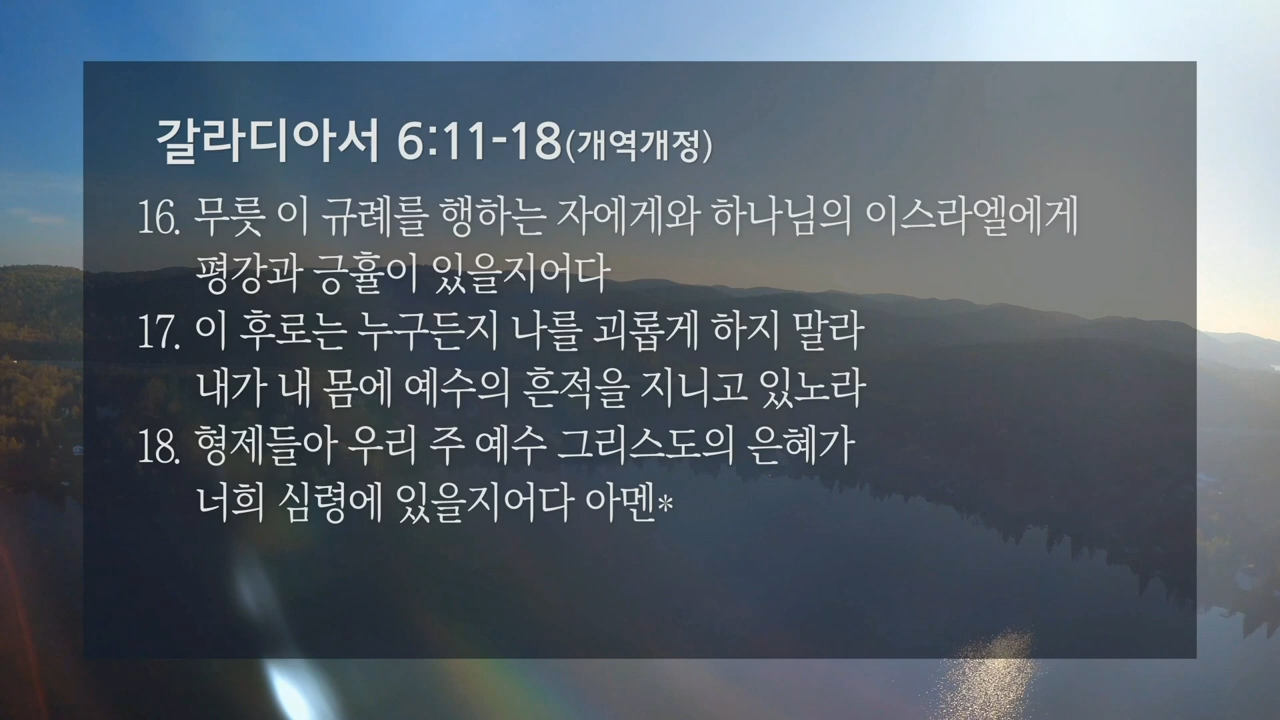 갈라디아서 6:11-18(개역개정)
16. 무릇 이 규례를 행하는 자에게와 하나님의 이스라엘에게
평강과 긍휼이 있을지어다
17. 이 후로는 누구든지 나를 괴롭게 하지 말라
내가 내 몸에 예수의 흔적을 지니고 있노라
18. 형제들아 우리 주 예수 그리스도의 은혜가
너희 심령에 있을지어다 아멘*